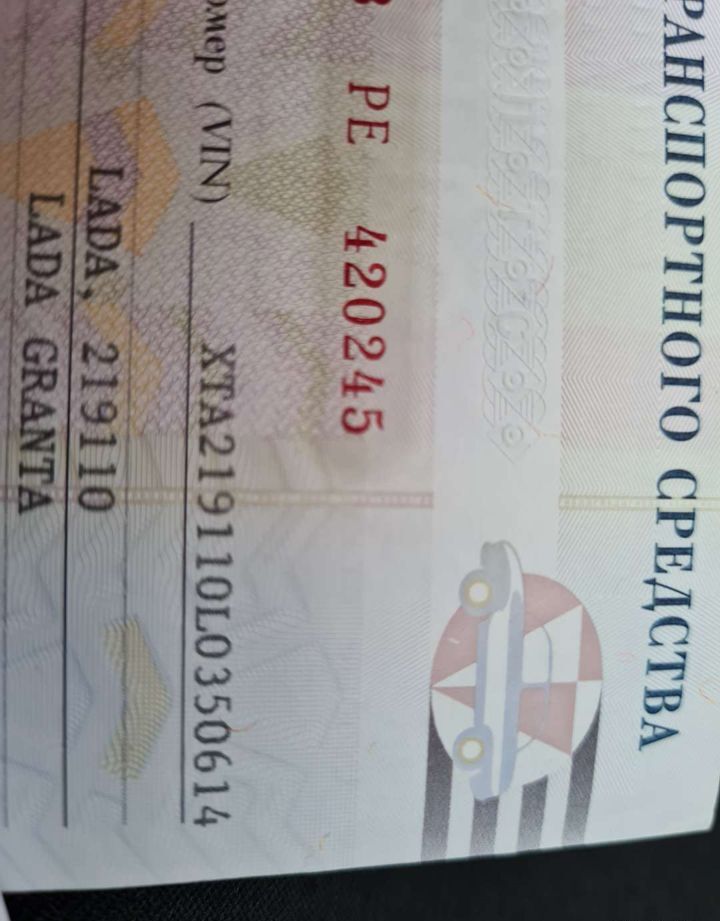 РАНСПОРТНОГО СРЕДСТВА
РЕ 420245
омер (VIN) XTA219110L0350614
LADA, 219110
LADA GRANTA